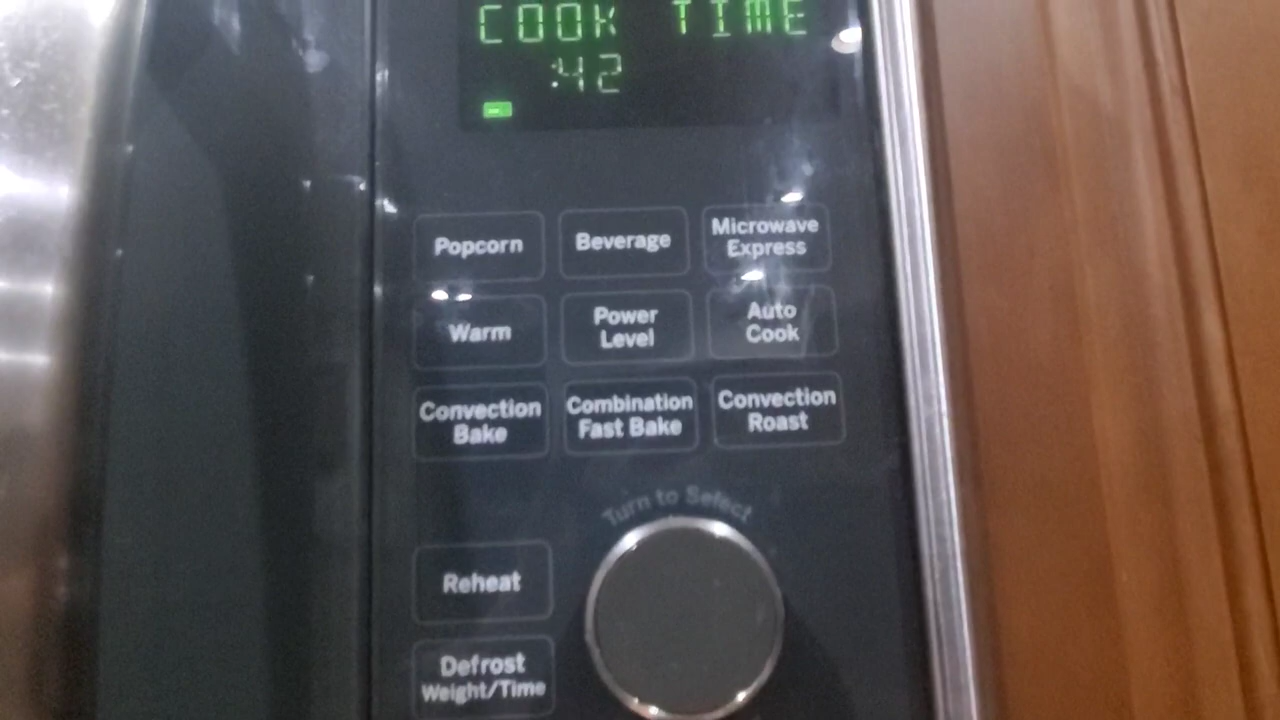 COOK TIME
:42
Popcorn
Beverage
Microwave
Express
Warm
Power
Level
Auto
Cook
Convection
Bake
Combination
Fast Bake
Convection
Roast
Turn to Select
Reheat
Defrost
Weight/Time